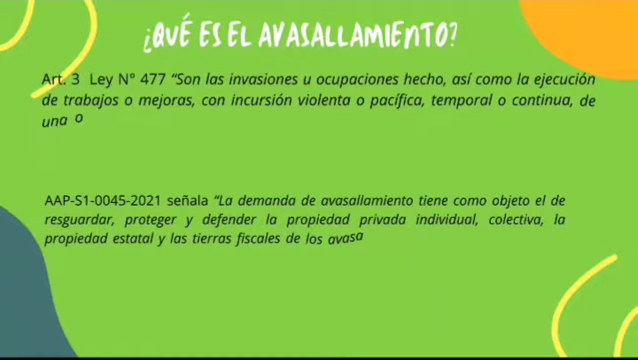 ¿QUÉ ES EL AVASALLAMIENTO?
Art. 3 Ley N° 477 “Son las invasiones u ocupaciones hecho, así como la ejecución
de trabajos o mejoras, con incursión violenta o pacífica, temporal o continua, de
una o
AAP-S1-0045-2021 señala “La demanda de avasallamiento tiene como objeto el de
resguardar, proteger y defender la propiedad privada individual, colectiva, la
propiedad estatal y las tierras fiscales de los avasa